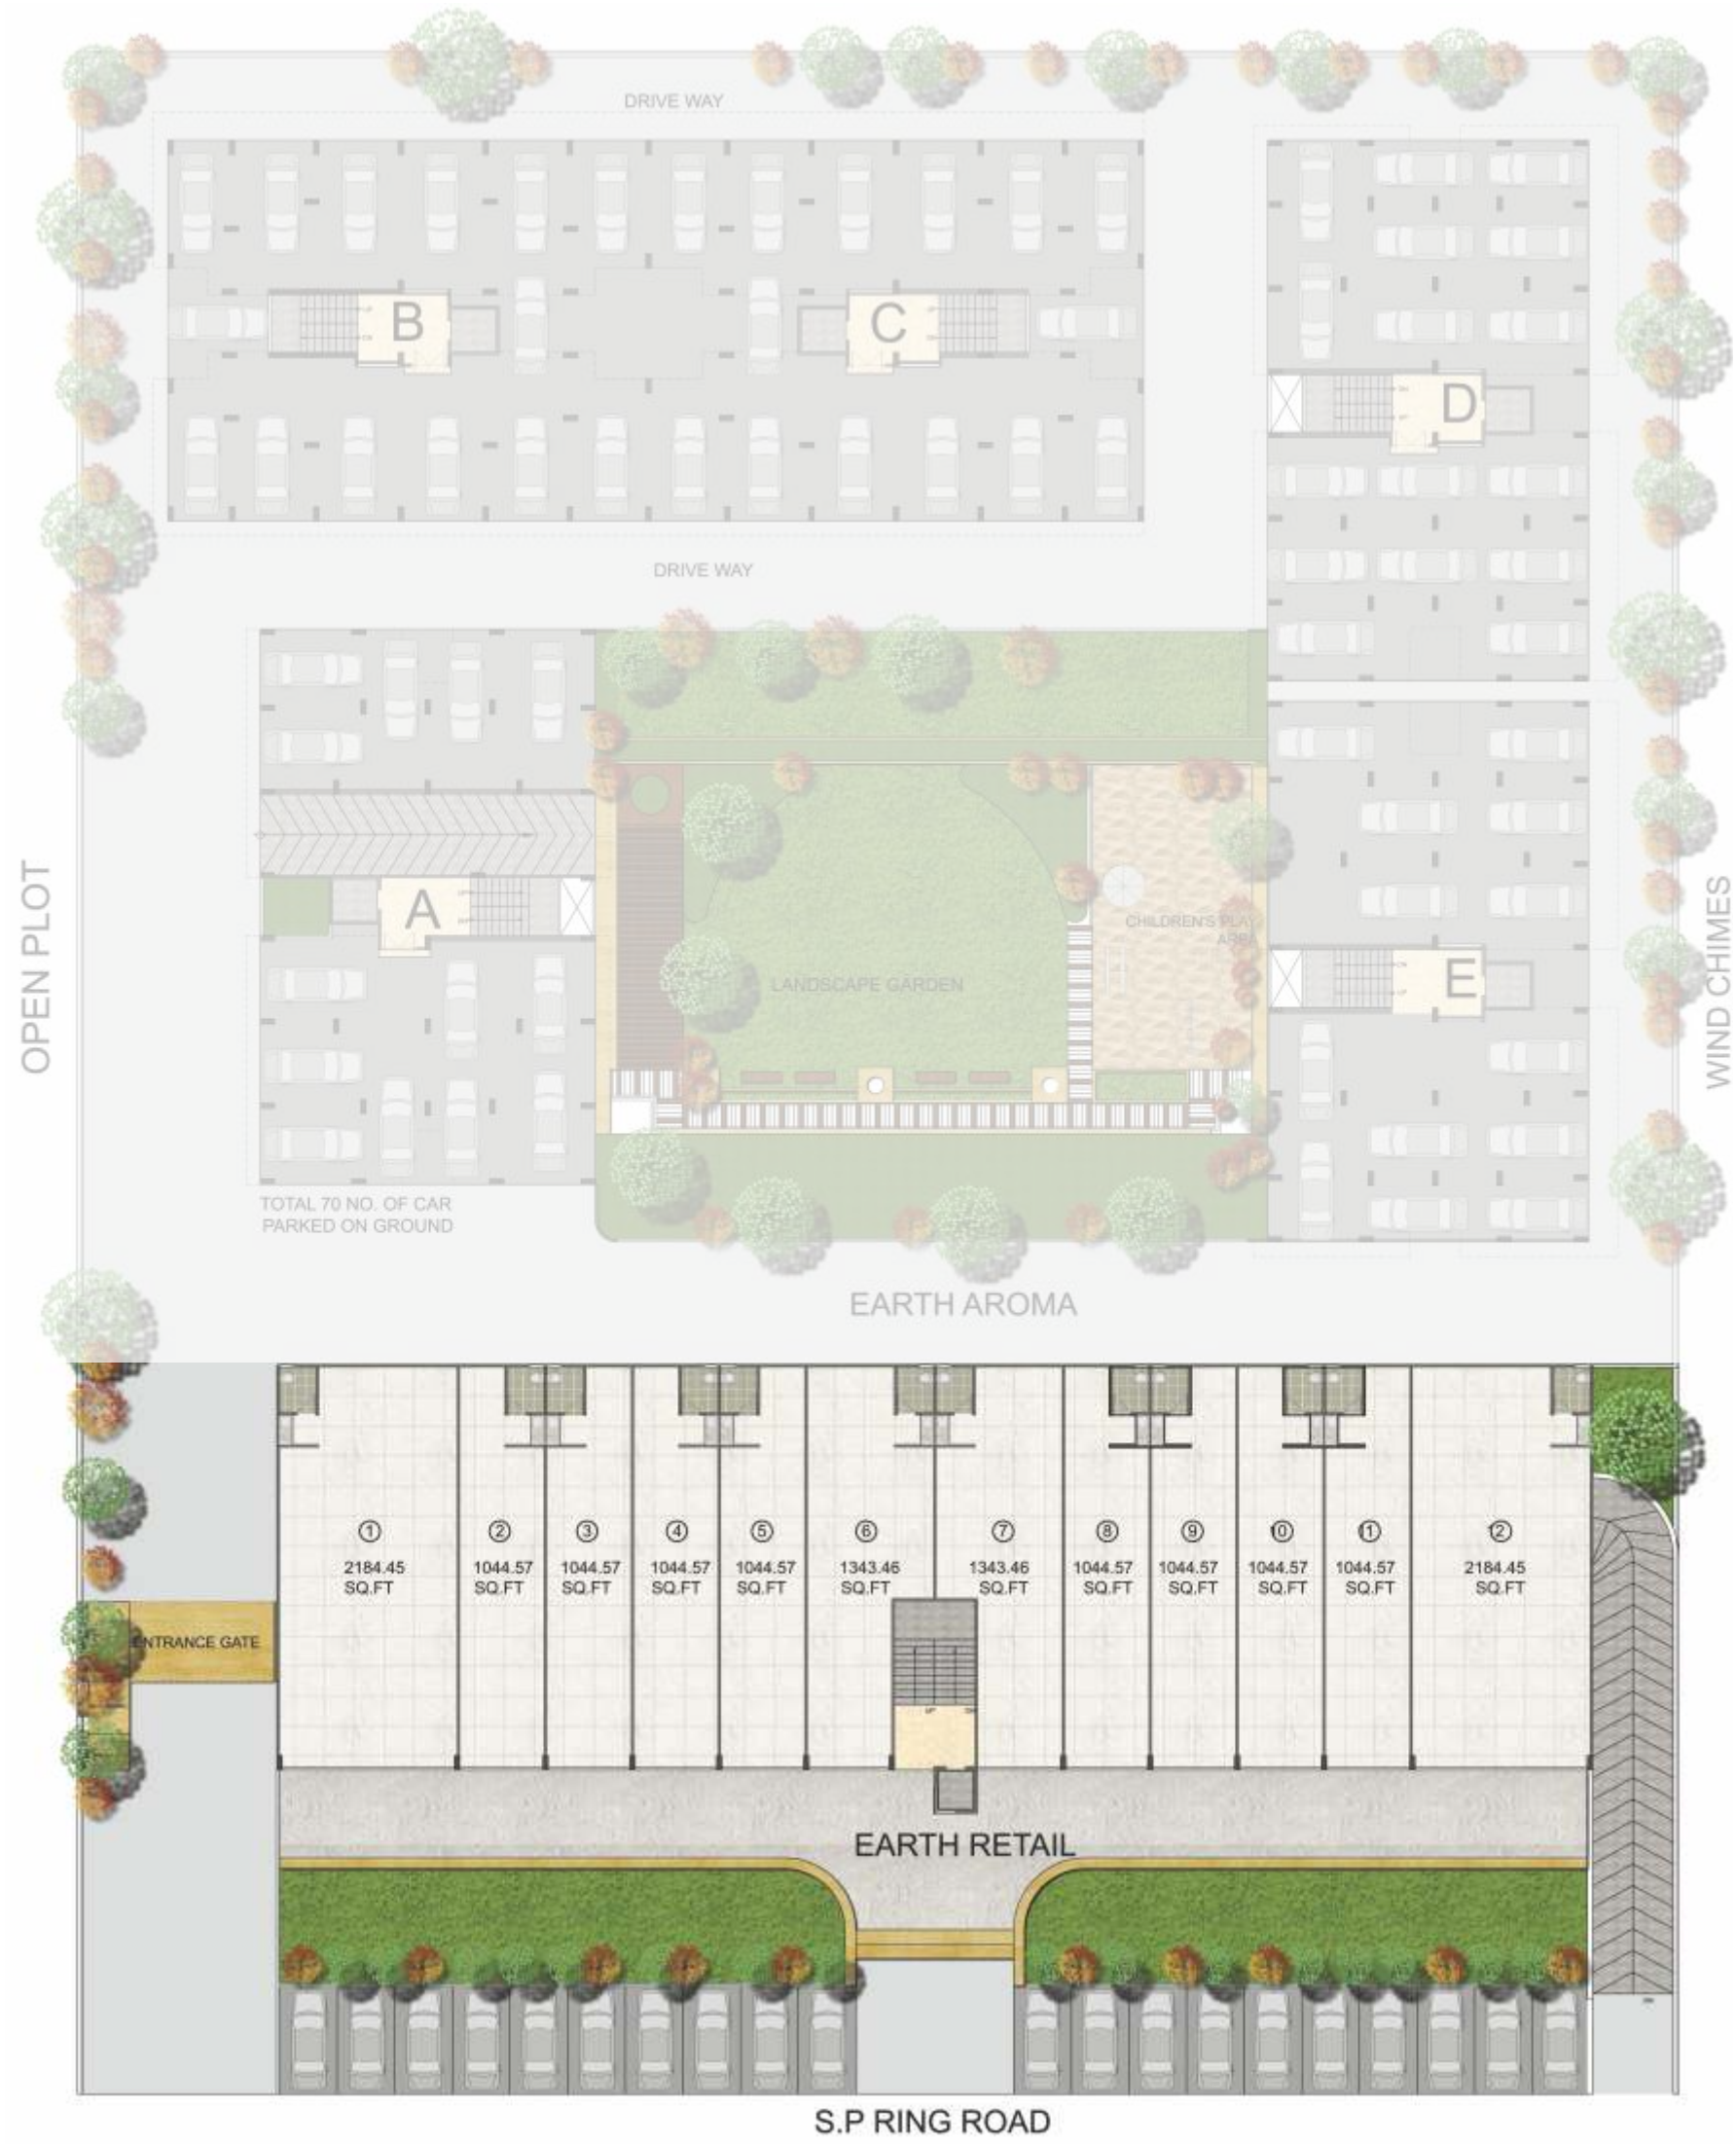 DRIVE WAY
B
C
D
DRIVE WAY
A
CHILDREN'S PLAY
AREA
LANDSCAPE GARDEN
E
OPEN PLOT
WIND CHIMES
TOTAL 70 NO. OF CAR
PARKED ON GROUND
EARTH AROMA
1 2 3 4 5 6 7 8 9 10 11 12
2184.45 1044.57 1044.57 1044.57 1044.57 1343.46 1343.46 1044.57 1044.57 1044.57 1044.57 2184.45
SQ.FT SQ.FT SQ.FT SQ.FT SQ.FT SQ.FT SQ.FT SQ.FT SQ.FT SQ.FT SQ.FT SQ.FT
ENTRANCE GATE
UP DN
EARTH RETAIL
S.P RING ROAD